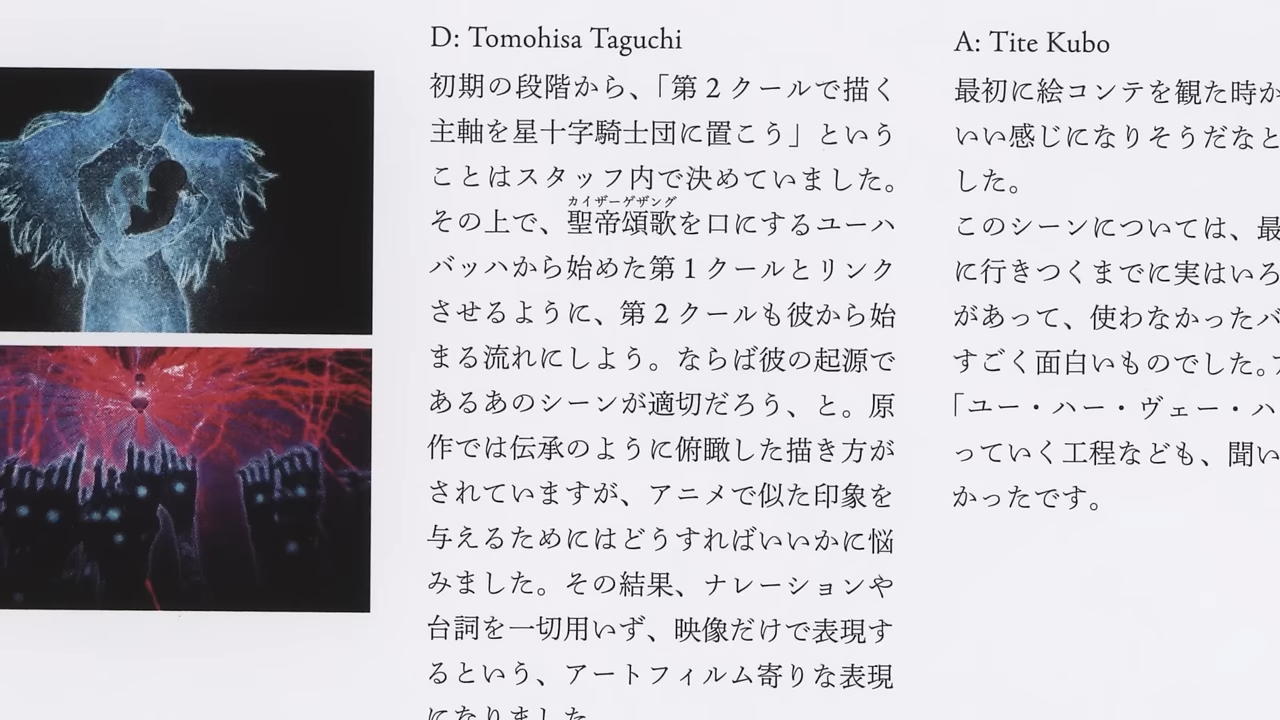 D: Tomohisa Taguchi
初期の段階から、「第2クールで描く
主軸を星十字騎士団に置こう」という
ことはスタッフ内で決めていました。
カイザーゲザング
その上で、聖帝頌歌を口にするユーハ
バッハから始めた第1クールとリンク
させるように、第2クールも彼から始
まる流れにしよう。ならば彼の起源で
あるあのシーンが適切だろう、と。原
作では伝承のように俯瞰した描き方が
されていますが、アニメで似た印象を
与えるためにはどうすればいいかに悩
みました。その結果、ナレーションや
台詞を一切用いず、映像だけで表現す
るという、アートフィルム寄りな表現
になりました
A: Tite Kubo
最初に絵コンテを観た時か
いい感じになりそうだなと
した。
このシーンについては、最
に行きつくまでに実はいろ
があって、使わなかったバ
すごく面白いものでした。
「ユー・ハー・ヴェー・ハ
っていく工程なども、聞い
かったです。